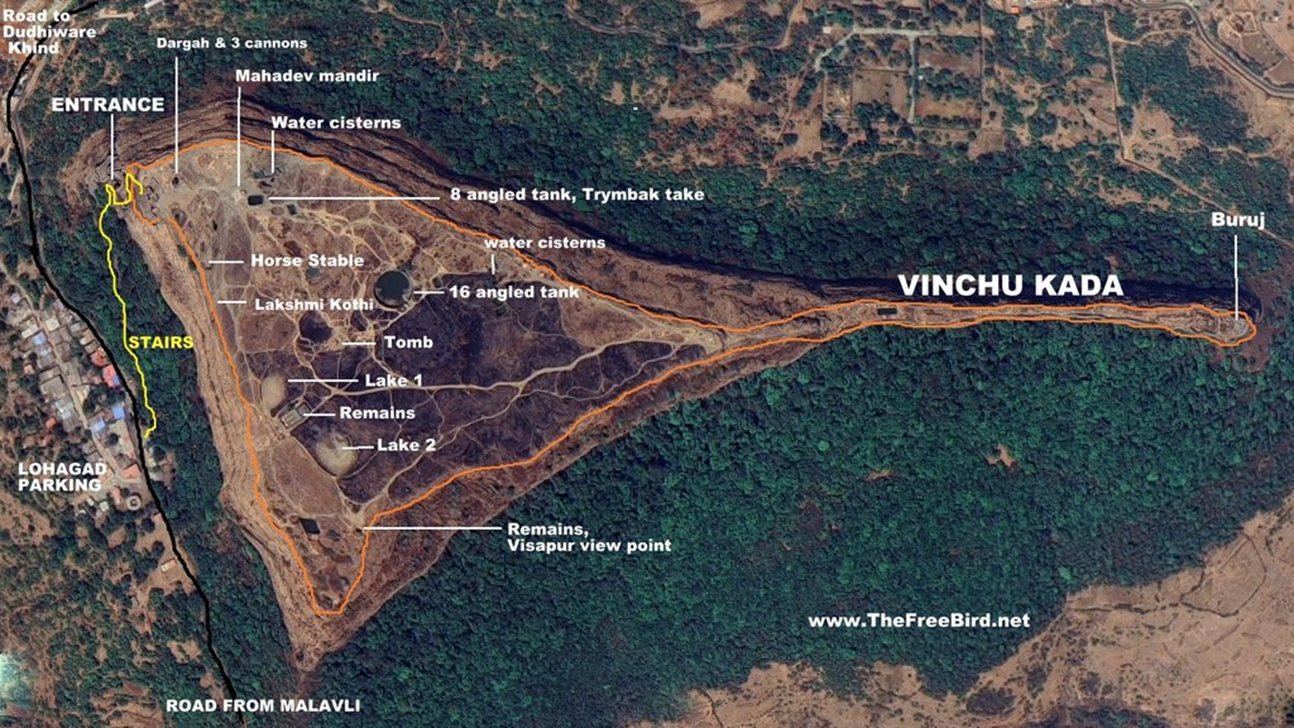 Road to
Dudhiware
Khind
Dargah & 3 cannons
Mahadev mandir
ENTRANCE
Water cisterns
8 angled tank, Trymbak take
Buruj
water cisterns
Horse Stable
VINCHU KADA
16 angled tank
Lakshmi Kothi
STAIRS
Tomb
Lake 1
Remains
Lake 2
LOHAGAD
PARKING
Remains,
Visapur view point
www.TheFreeBird.net
ROAD FROM MALAVLI